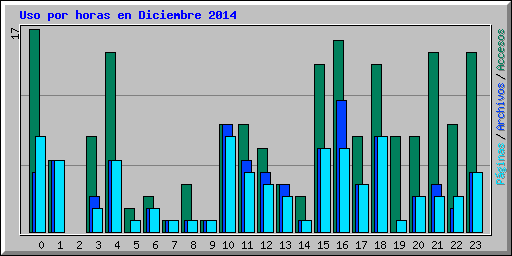 Uso por horas en Diciembre 2014
17
Páginas / Archivos / Accesos
0 1 2 3 4 5 6 7 8 9 10 11 12 13 14 15 16 17 18 19 20 21 22 23